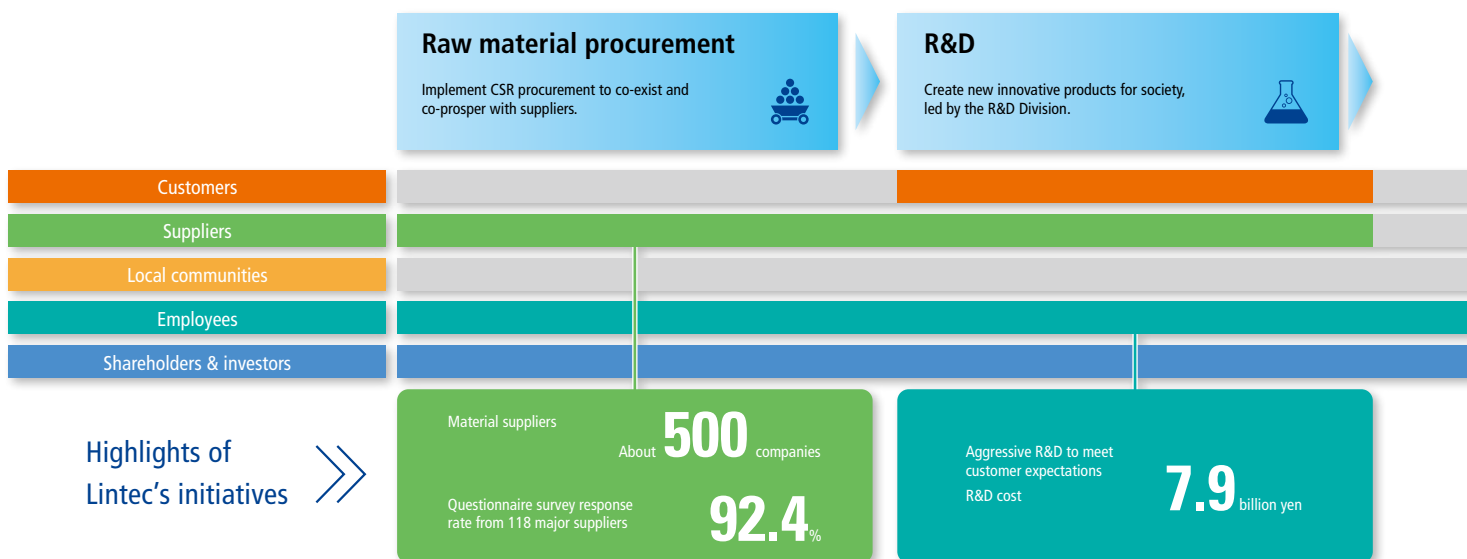 Raw material procurement
Implement CSR procurement to co-exist and
co-prosper with suppliers.
R&D
Create new innovative products for society,
led by the R&D Division.
Customers
Suppliers
Local communities
Employees
Shareholders & investors
Highlights of
Lintec's initiatives
Material suppliers
About 500 companies
Questionnaire survey response
rate from 118 major suppliers
92.4%
Aggressive R&D to meet
customer expectations
R&D cost
7.9 billion yen